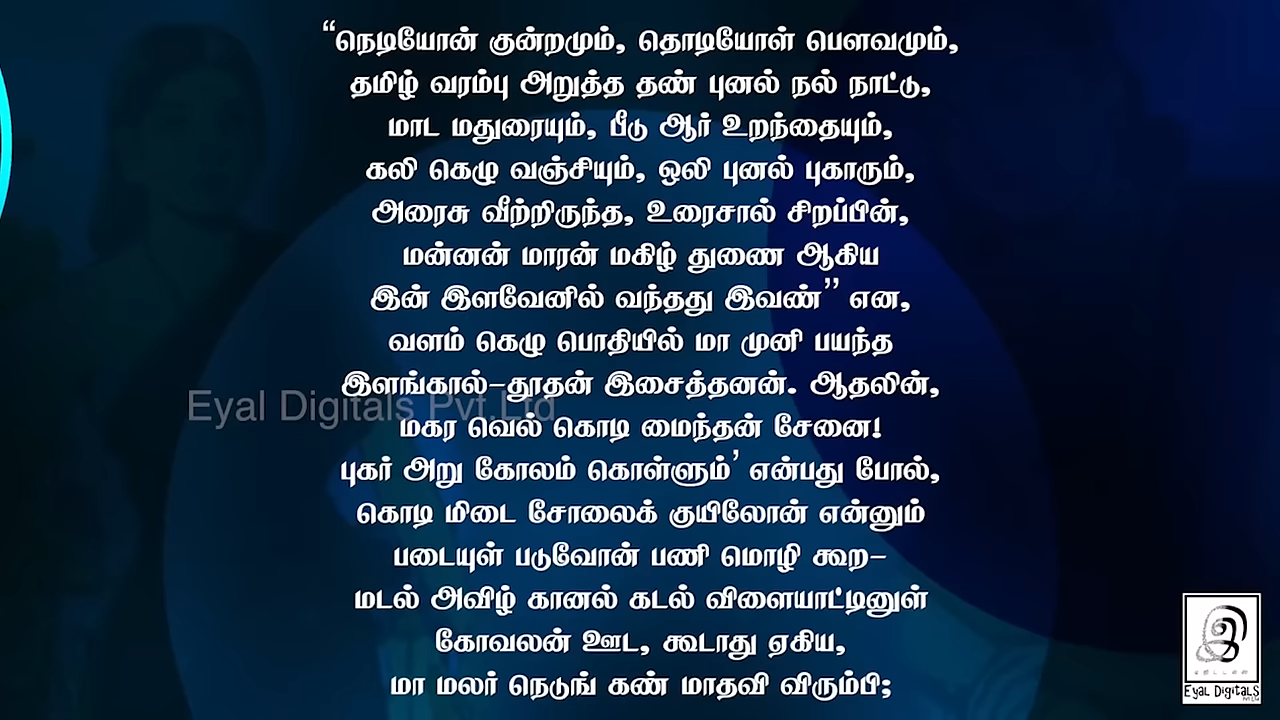 “நெடியோன் குன்றமும், தொடியோள் பௌவமும்,
தமிழ் வரம்பு அறுத்த தண் புனல் நல் நாட்டு,
மாட மதுரையும், பீடு ஆர் உறந்தையும்,
கலி கெழு வஞ்சியும், ஒலி புனல் புகாரும்,
அரைசு வீற்றிருந்த, உரைசால் சிறப்பின்,
மன்னன் மாரன் மகிழ் துணை ஆகிய
இன் இளவேனில் வந்தது இவண்” என,
வளம் கெழு பொதியில் மா முனி பயந்த
இளங்கால்-தூதன் இசைத்தனன். ஆதலின்,
Eyal Digitals Pvt.Ltd
மகர வெல் கொடி மைந்தன் சேனை!
புகர் அறு கோலம் கொள்ளும்’ என்பது போல்,
கொடி மிடை சோலைக் குயிலோன் என்னும்
படையுள் படுவோன் பணி மொழி கூற-
மடல் அவிழ் கானல் கடல் விளையாட்டினுள்
கோவலன் ஊட, கூடாது ஏகிய,
மா மலர் நெடுங் கண் மாதவி விரும்பி;
Eyal Digitals